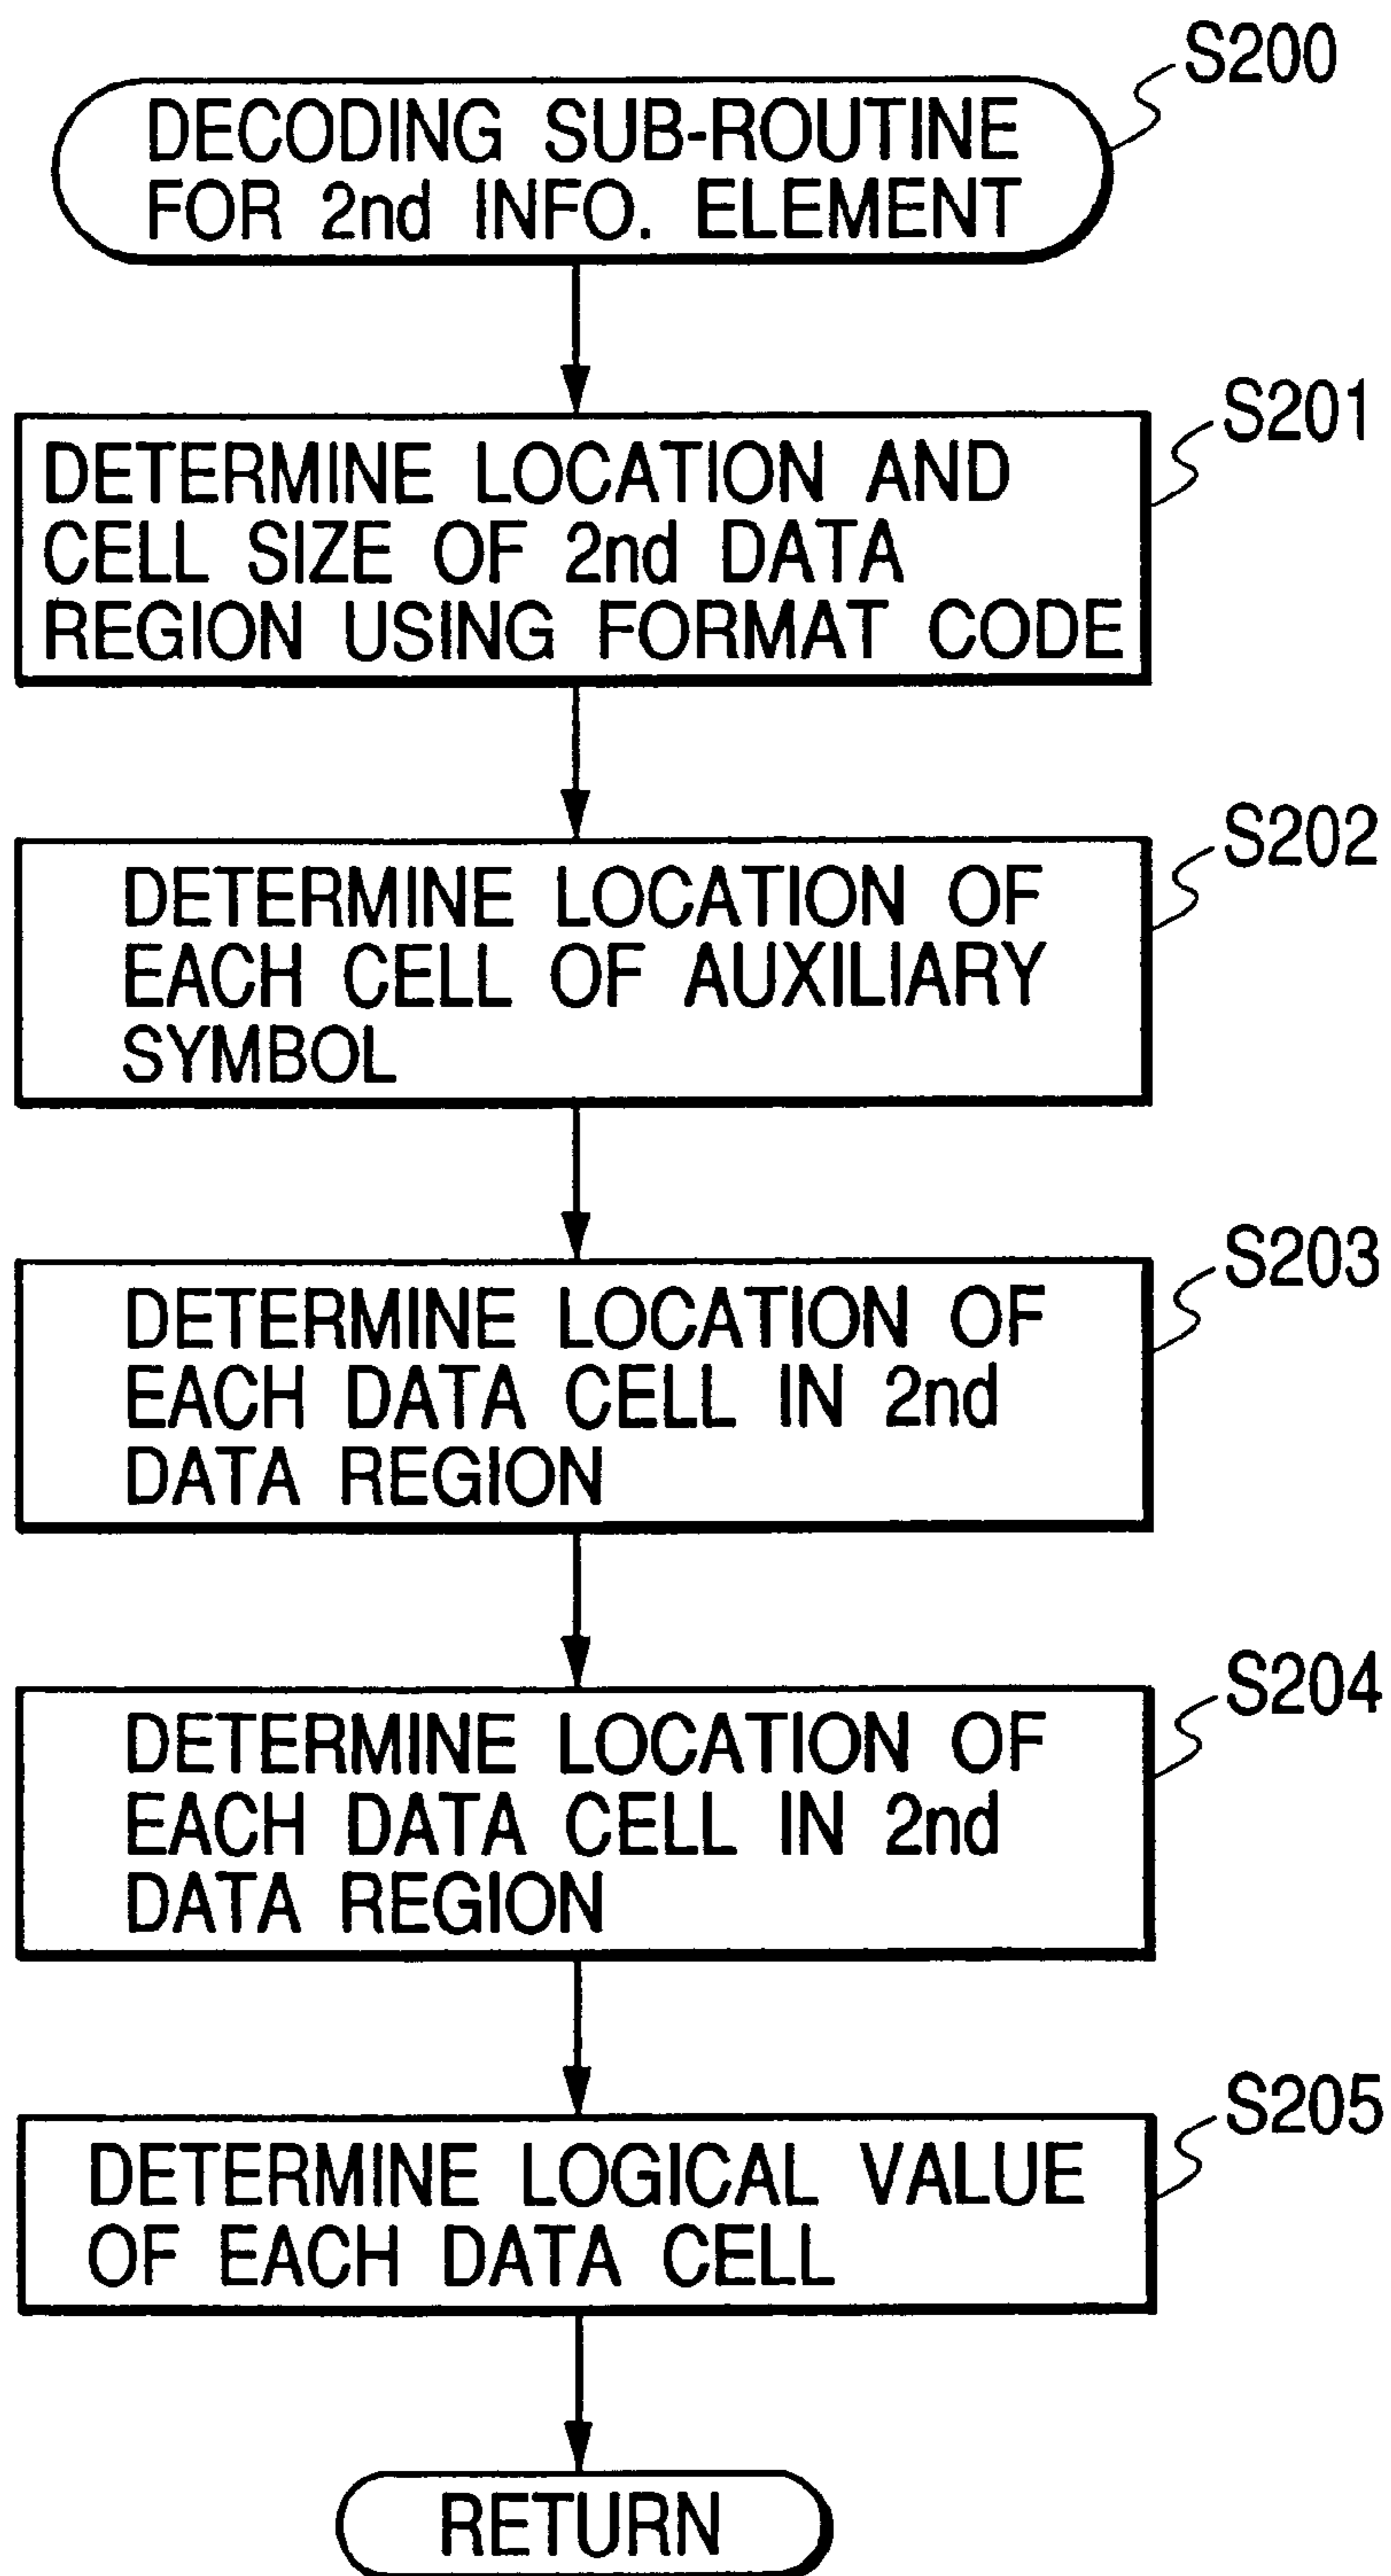 S200
DECODING SUB-ROUTINE
FOR 2nd INFO. ELEMENT
S201
DETERMINE LOCATION AND
CELL SIZE OF 2nd DATA
REGION USING FORMAT CODE
S202
DETERMINE LOCATION OF
EACH CELL OF AUXILIARY
SYMBOL
S203
DETERMINE LOCATION OF
EACH DATA CELL IN 2nd
DATA REGION
S204
DETERMINE LOCATION OF
EACH DATA CELL IN 2nd
DATA REGION
S205
DETERMINE LOGICAL VALUE
OF EACH DATA CELL
RETURN